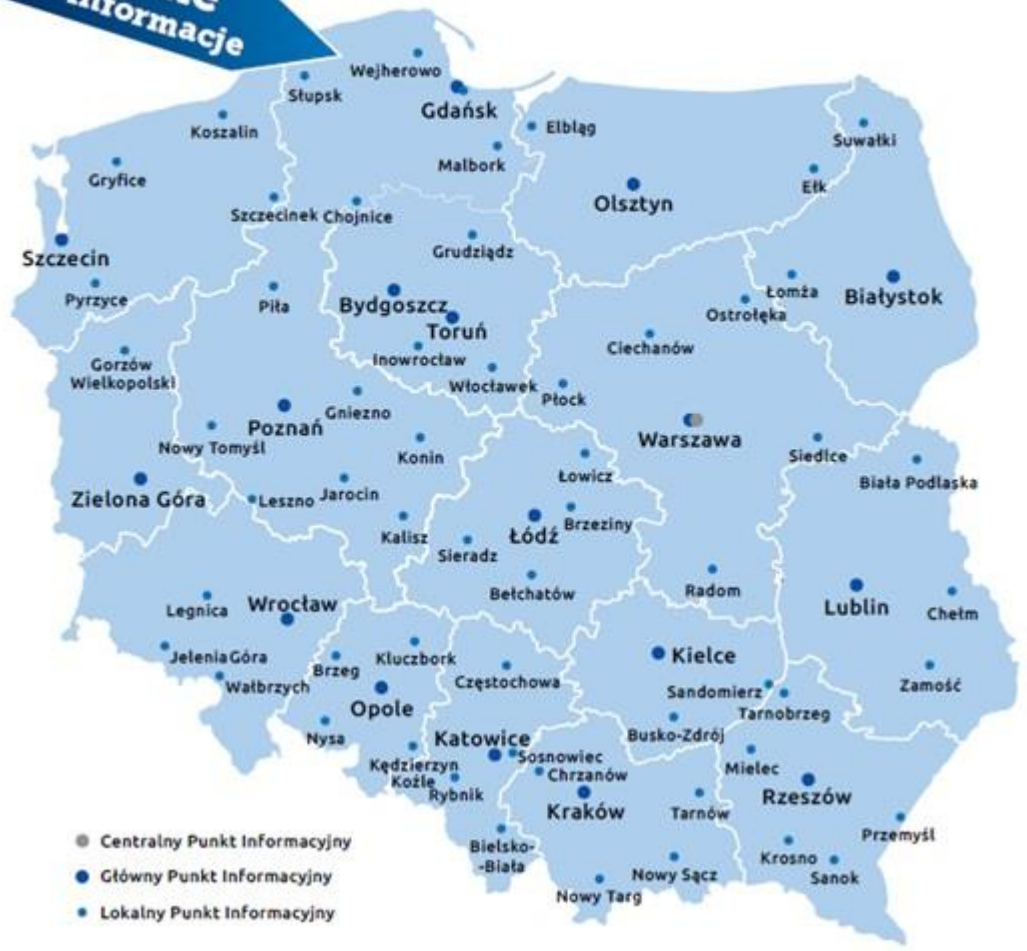 informacje
Wejherowo
Słupsk
Gdańsk
Koszalin
Elbląg
Suwałki
Malbork
Gryfice
Ełk
Olsztyn
Szczecinek
Chojnice
Grudziądz
Szczecin
Pyrzyce
Piła
Bydgoszcz
Łomża
Białystok
Ostrołęka
Toruń
Ciechanów
Inowrocław
Gorzów
Wielkopolski
Włocławek
Płock
Gniezno
Poznań
Warszawa
Nowy Tomyśl
Konin
Siedlce
Łowicz
Biała Podlaska
Zielona Góra
Leszno
Jarocin
Brzeziny
Kalisz
Łódź
Sieradz
Bełchatów
Radom
Legnica
Wrocław
Lublin
Chełm
Jelenia Góra
Brzeg
Kluczbork
Kielce
Wałbrzych
Częstochowa
Sandomierz
Zamość
Opole
Tarnobrzeg
Nysa
Katowice
Busko-Zdrój
Sosnowiec
Kędzierzyn
Koźle
Chrzanów
Mielec
Rybnik
Rzeszów
Kraków
Tarnów
Przemyśl
Centralny Punkt Informacyjny
Bielsko-
-Biała
Krosno
Główny Punkt Informacyjny
Nowy Sącz
Sanok
Nowy Targ
Lokalny Punkt Informacyjny